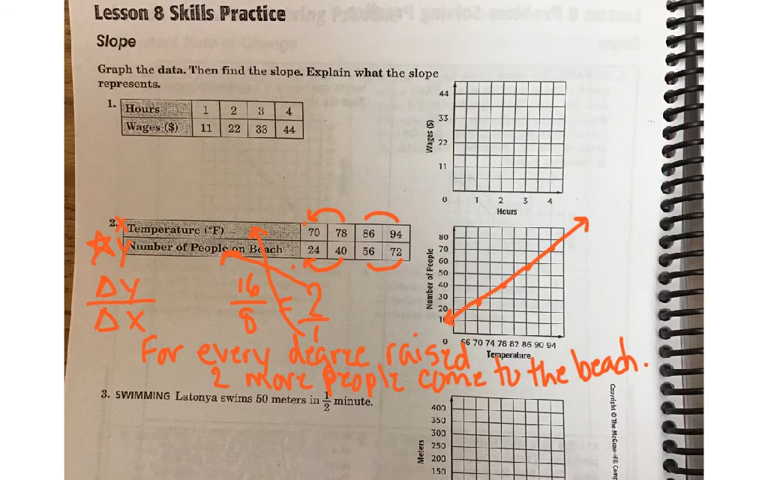 Lesson 8 Skills Practice
Slope
Graph the data. Then find the slope. Explain what the slope
represents.
1. Hours 1 2 3 4
Wages ($) 11 22 33 44
44
33
22
11
0 1 2 3 4
Wages ($)
Hours
2. X Temperature (°F) 70 78 86 94
Y Number of People on Beach 24 40 56 72
ΔY
ΔX
16
8
=
2
1
80
70
60
50
40
30
20
10
0 66 70 74 78 82 86 90 94
Number of People
Temperature
For every degree raised
2 more people come to the beach.
3. SWIMMING Latonya swims 50 meters in 1/2 minute.
400
350
300
250
200
150
Meters